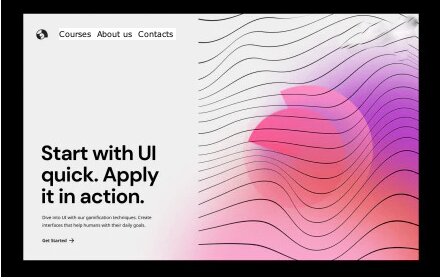 Courses About us Contacts
Start with UI
quick. Apply
it in action.
Dive into UI with our gamification techniques. Create
interfaces that help humans with their daily goals.
Get Started →